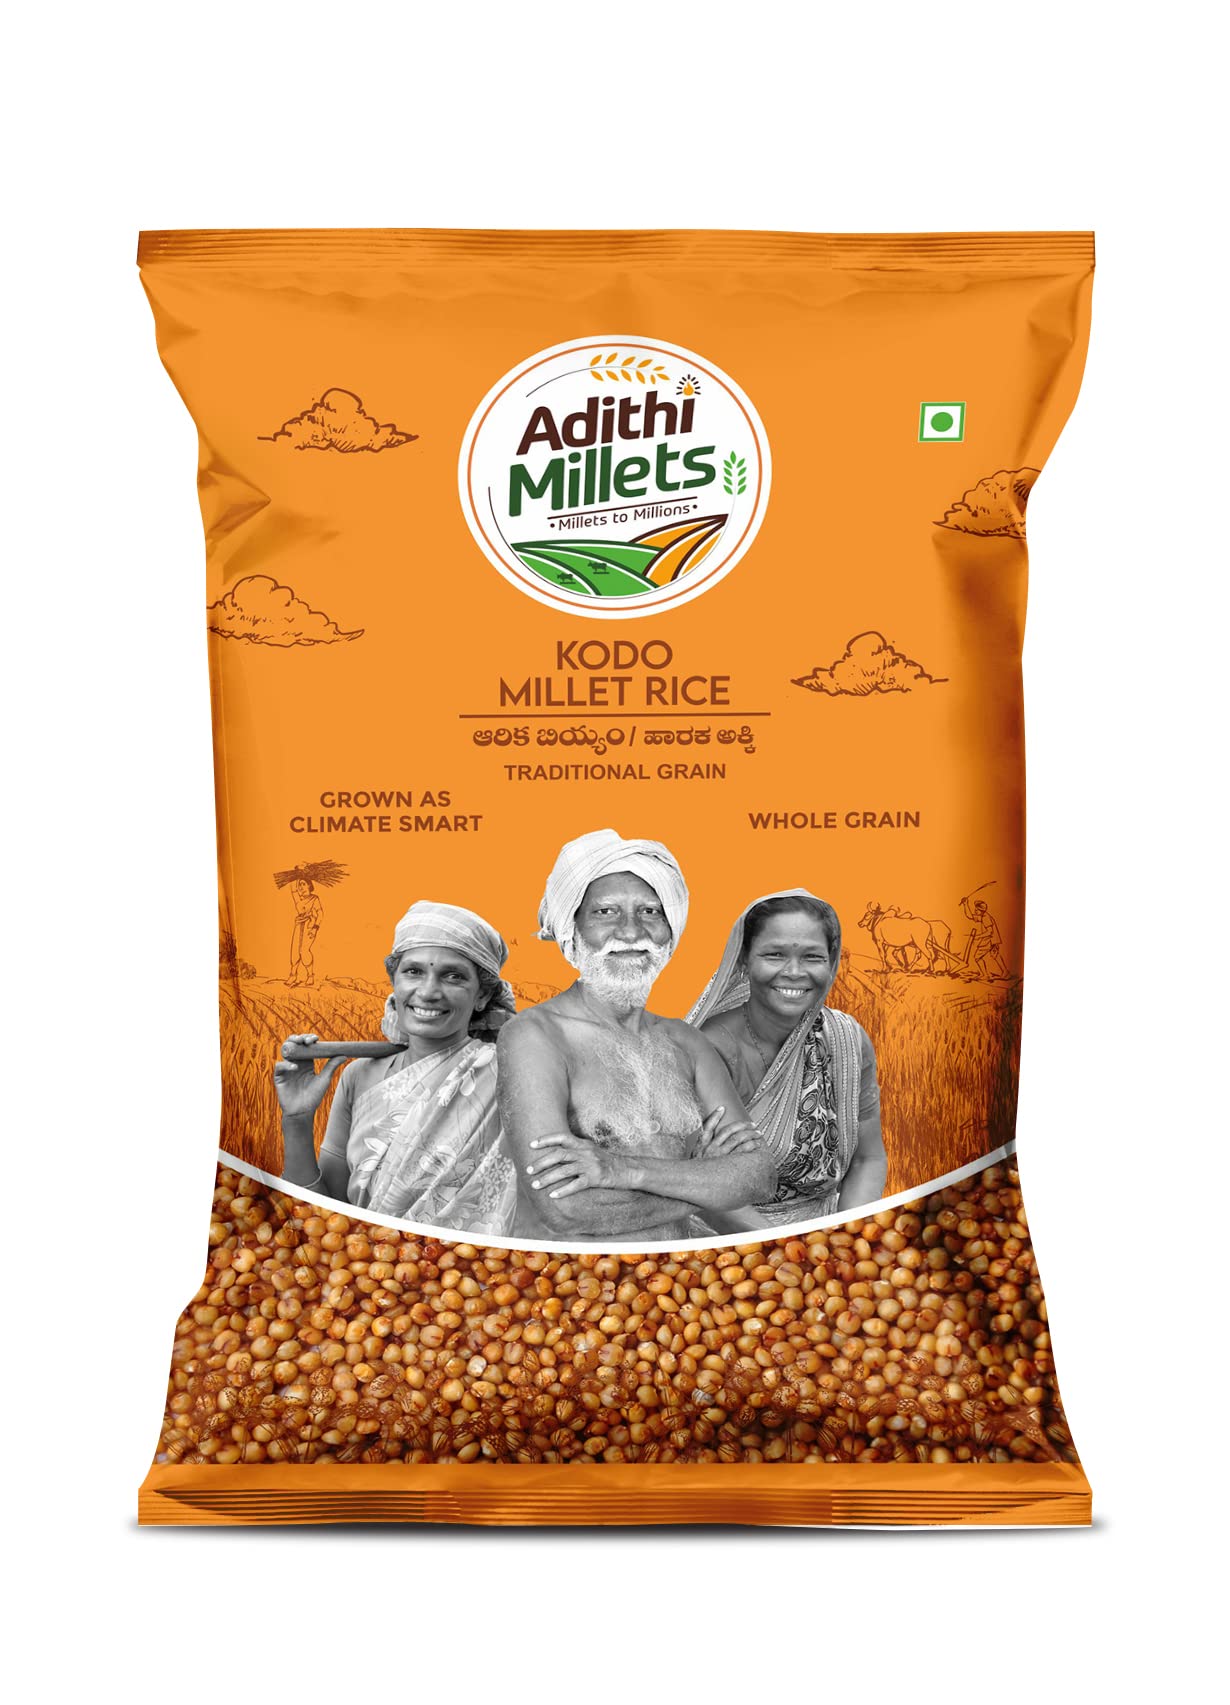 Adithi
Millets
• Millets to Millions •
KODO
MILLET RICE
ఆరిక బియ్యం / ಹಾರಕ ಅಕ್ಕಿ
TRADITIONAL GRAIN
GROWN AS
CLIMATE SMART
WHOLE GRAIN